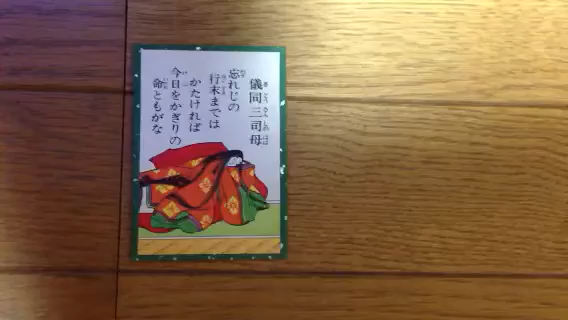 儀同三司母
忘れじの
行末までは
かたければ
今日をかぎりの
命ともがな